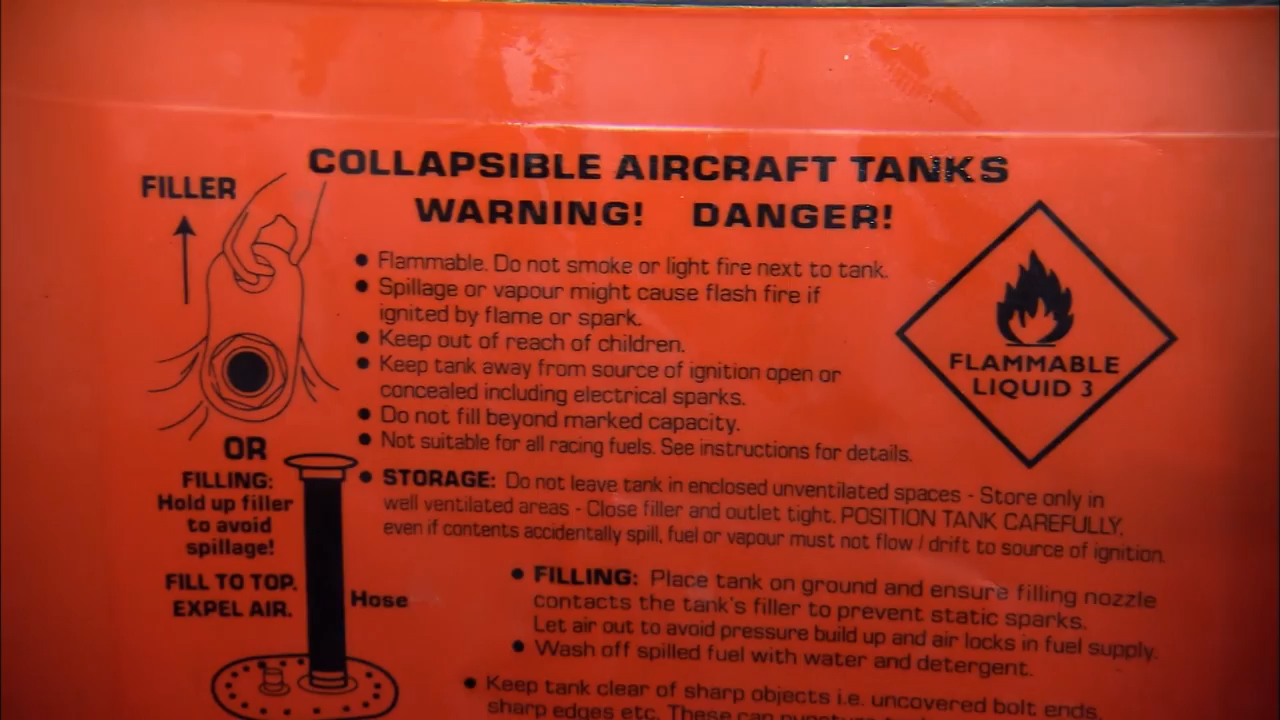 COLLAPSIBLE AIRCRAFT TANKS
WARNING! DANGER!
FILLER
• Flammable. Do not smoke or light fire next to tank.
• Spillage or vapour might cause flash fire if
ignited by flame or spark.
• Keep out of reach of children.
• Keep tank away from source of ignition open or
concealed including electrical sparks.
• Do not fill beyond marked capacity.
• Not suitable for all racing fuels. See instructions for details.
FLAMMABLE
LIQUID 3
OR
FILLING:
Hold up filler
to avoid
spillage!
FILL TO TOP.
EXPEL AIR.
Hose
• STORAGE: Do not leave tank in enclosed unventilated spaces - Store only in
well ventilated areas - Close filler and outlet tight. POSITION TANK CAREFULLY,
even if contents accidentally spill, fuel or vapour must not flow / drift to source of ignition.
• FILLING: Place tank on ground and ensure filling nozzle
contacts the tank's filler to prevent static sparks.
Let air out to avoid pressure build up and air locks in fuel supply.
• Wash off spilled fuel with water and detergent.
• Keep tank clear of sharp objects i.e. uncovered bolt ends,
sharp edges etc. These can